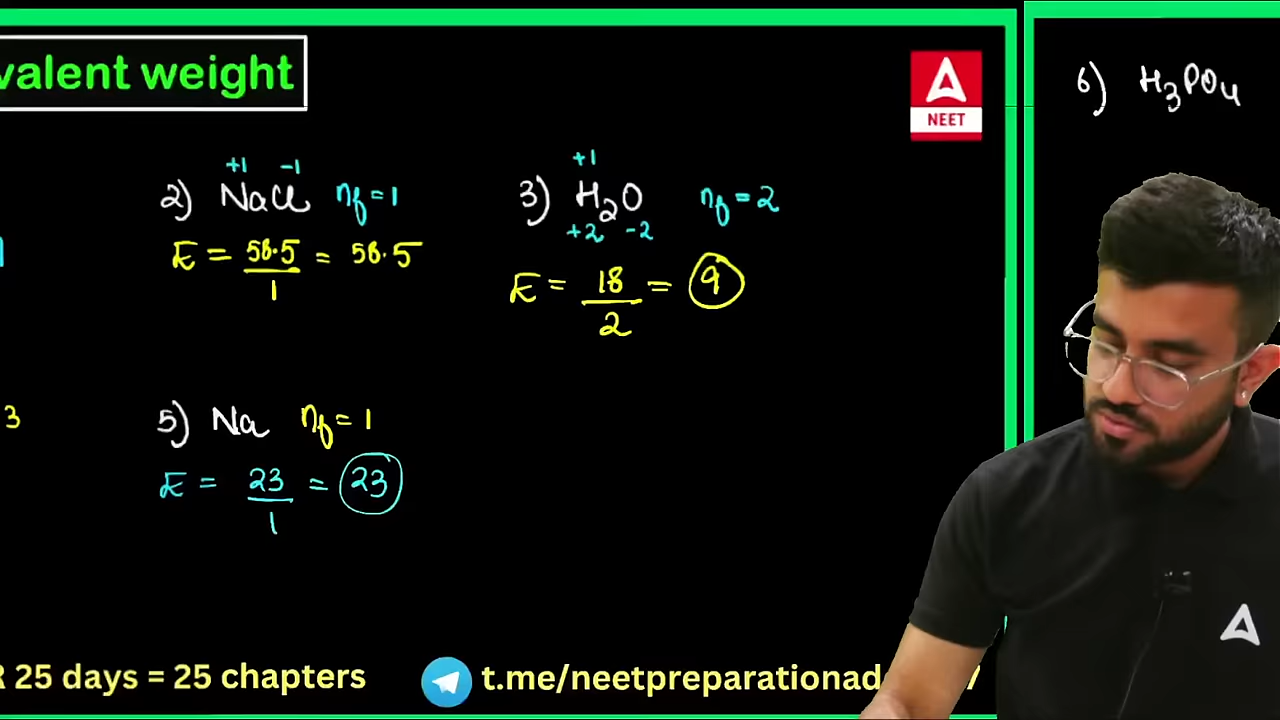 valent weight
NEET
6) H₃PO₄
+1 -1
2) NaCl nf = 1
E = 58.5/1 = 58.5
+1
3) H₂O nf = 2
+2 -2
E = 18/2 = 9
3
5) Na nf = 1
E = 23/1 = 23
R 25 days = 25 chapters
t.me/neetpreparationad